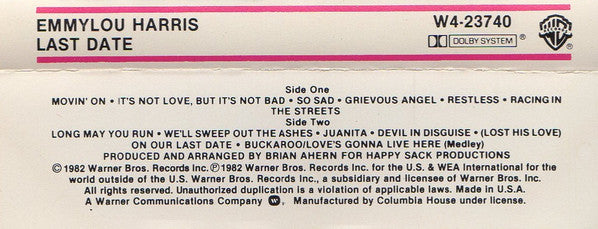 EMMYLOU HARRIS W4-23740
LAST DATE DOLBY SYSTEM ®
Side One
MOVIN' ON • IT'S NOT LOVE, BUT IT'S NOT BAD • SO SAD • GRIEVOUS ANGEL • RESTLESS • RACING IN
THE STREETS
Side Two
LONG MAY YOU RUN • WE'LL SWEEP OUT THE ASHES • JUANITA • DEVIL IN DISGUISE • (LOST HIS LOVE)
ON OUR LAST DATE • BUCKAROO/LOVE'S GONNA LIVE HERE (Medley)
PRODUCED AND ARRANGED BY BRIAN AHERN FOR HAPPY SACK PRODUCTIONS
© 1982 Warner Bros. Records Inc. ℗ 1982 Warner Bros. Records Inc. for the U.S. & WEA International for the
world outside of the U.S. Warner Bros. Records Inc., a subsidiary and licensee of Warner Bros. Inc.
All rights reserved. Unauthorized duplication is a violation of applicable laws. Made in U.S.A.
A Warner Communications Company. Manufactured by Columbia House under license.